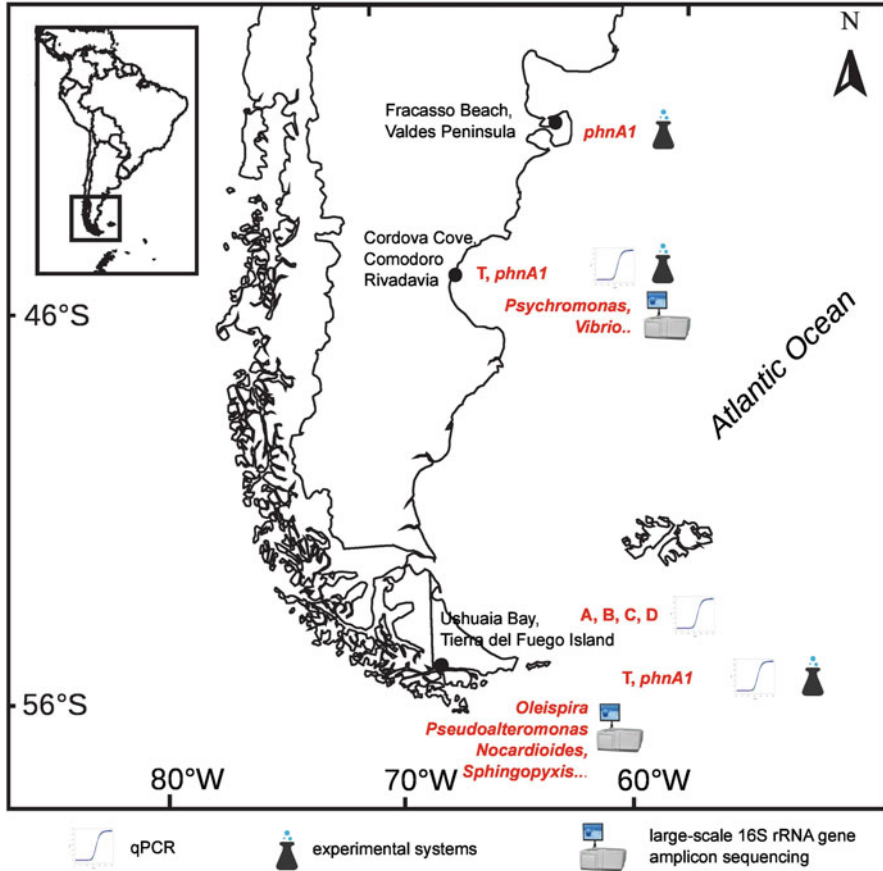 N
Fracasso Beach,
Valdes Peninsula
phnA1
Cordova Cove,
Comodoro
Rivadavia
T, phnA1
Psychromonas,
Vibrio..
46°S
Atlantic Ocean
Ushuaia Bay,
Tierra del Fuego Island
A, B, C, D
T, phnA1
56°S
Oleispira
Pseudoalteromonas
Nocardioides,
Sphingopyxis...
80°W
70°W
60°W
qPCR
experimental systems
large-scale 16S rRNA gene
amplicon sequencing